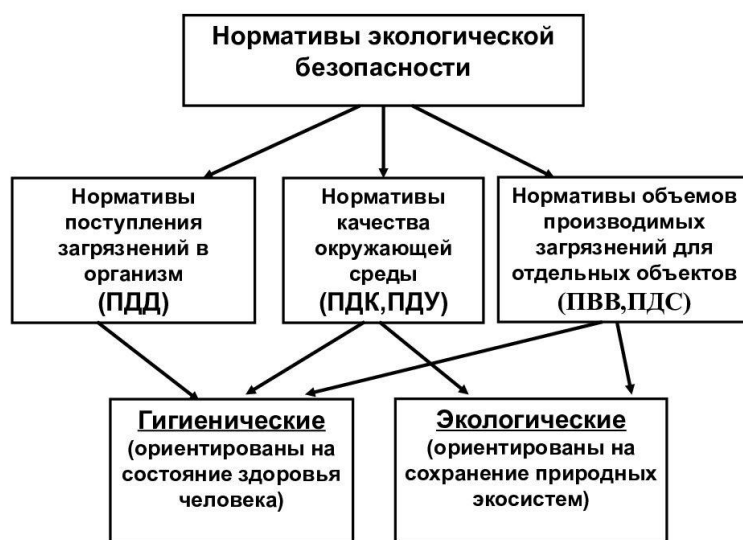 Нормативы экологической
безопасности
Нормативы
поступления
загрязнений в
организм
(ПДД)
Нормативы
качества
окружающей
среды
(ПДК,ПДУ)
Нормативы объемов
производимых
загрязнений для
отдельных объектов
(ПВВ,ПДС)
Гигиенические
(ориентированы на
состояние здоровья
человека)
Экологические
(ориентированы на
сохранение природных
экосистем)